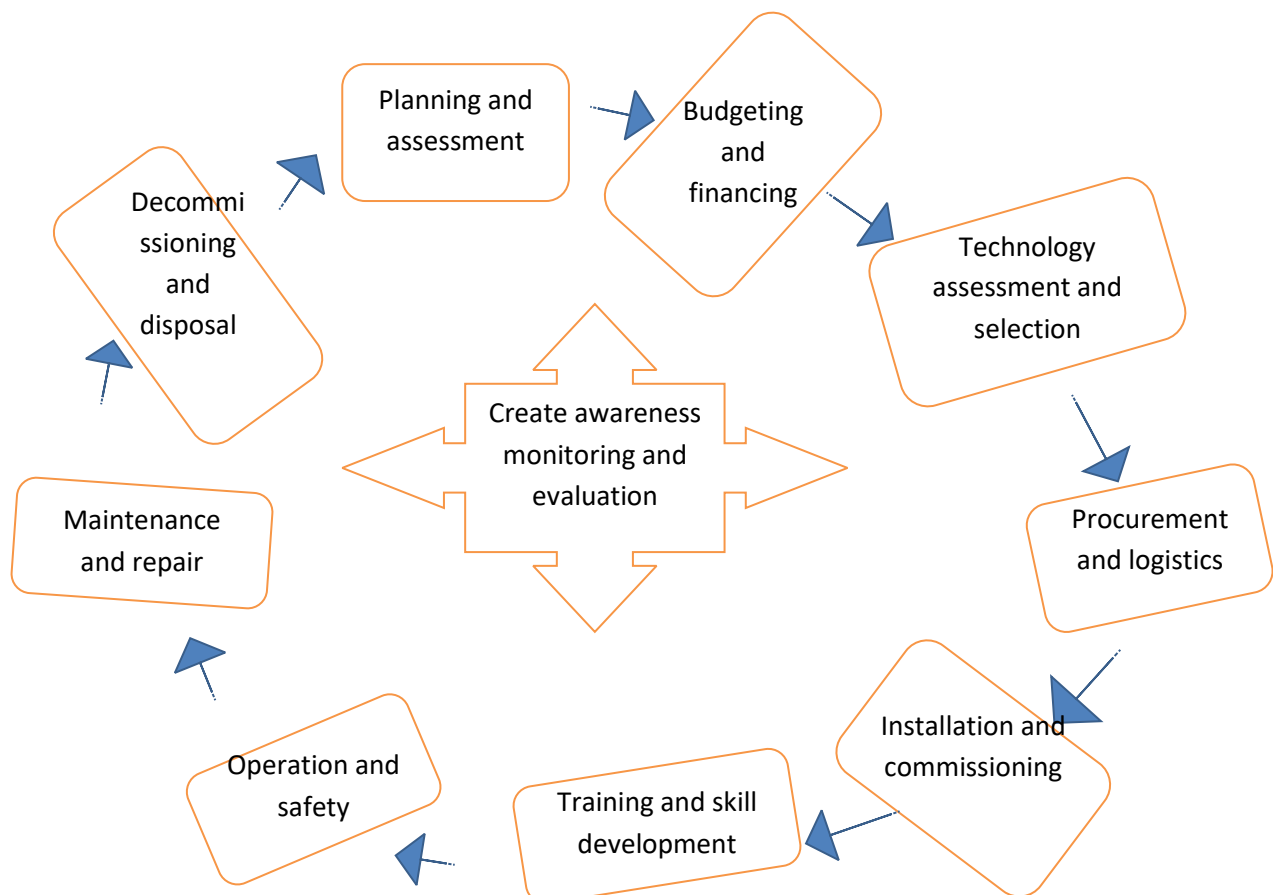 Planning and
assessment
Budgeting
and
financing
Technology
assessment and
selection
Procurement
and logistics
Installation and
commissioning
Training and skill
development
Operation and
safety
Maintenance
and repair
Decommi
ssioning
and
disposal
Create awareness
monitoring and
evaluation